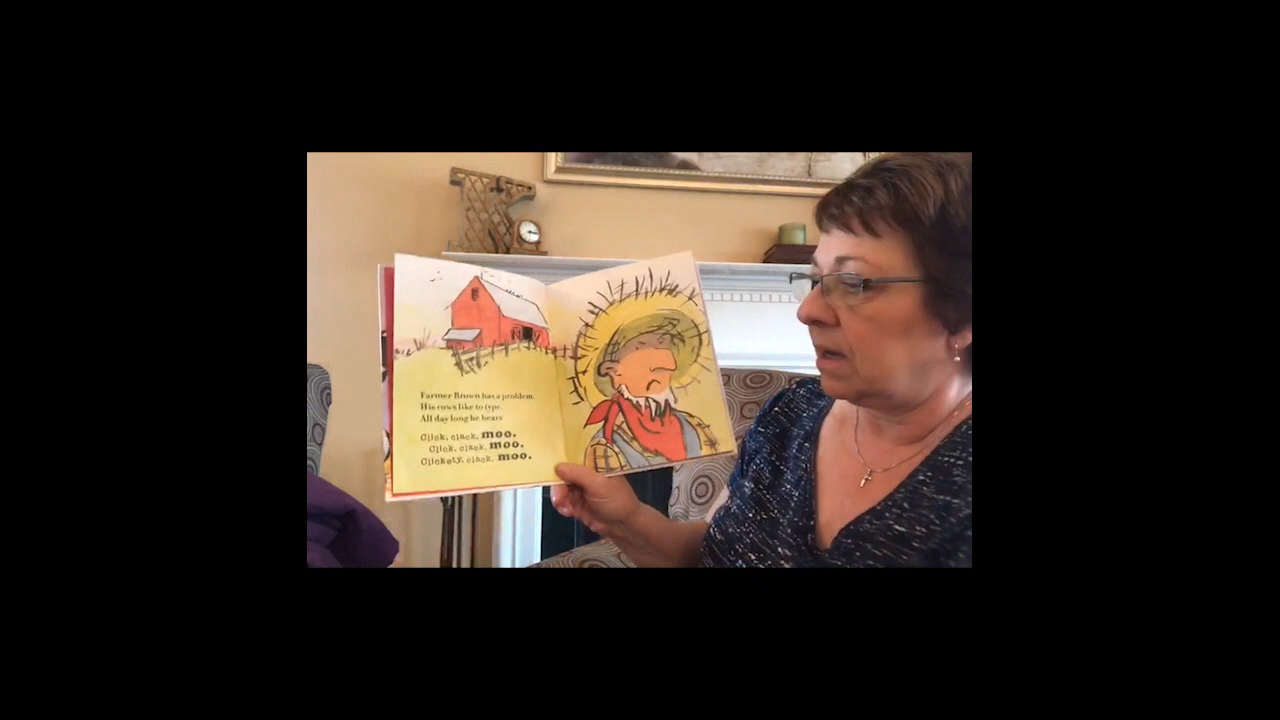 Farmer Brown has a problem.
His cows like to type.
All day long he hears
Click, clack, moo.
Click, clack, moo.
Clickety, clack, moo.